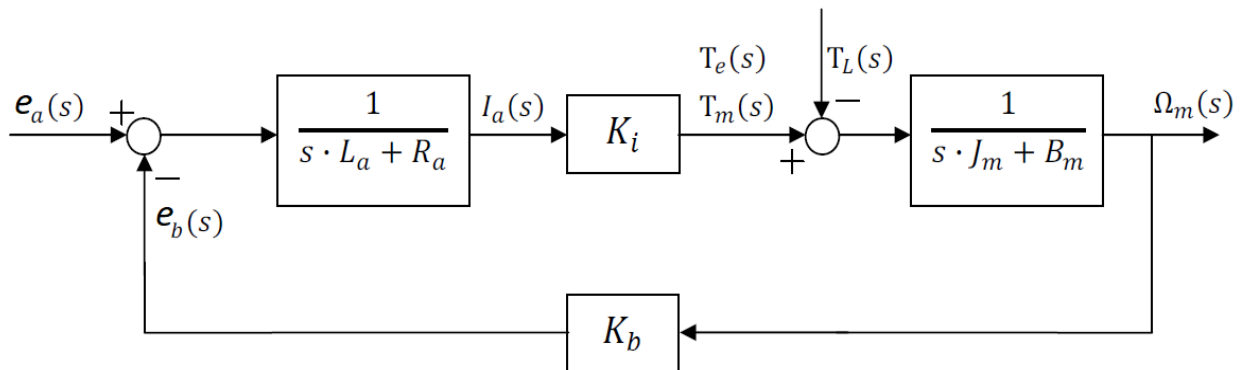 e_a(s)
+
−
e_b(s)
1
s · L_a + R_a
I_a(s)
K_i
T_e(s)
T_m(s)
T_L(s)
−
+
1
s · J_m + B_m
Ω_m(s)
K_b